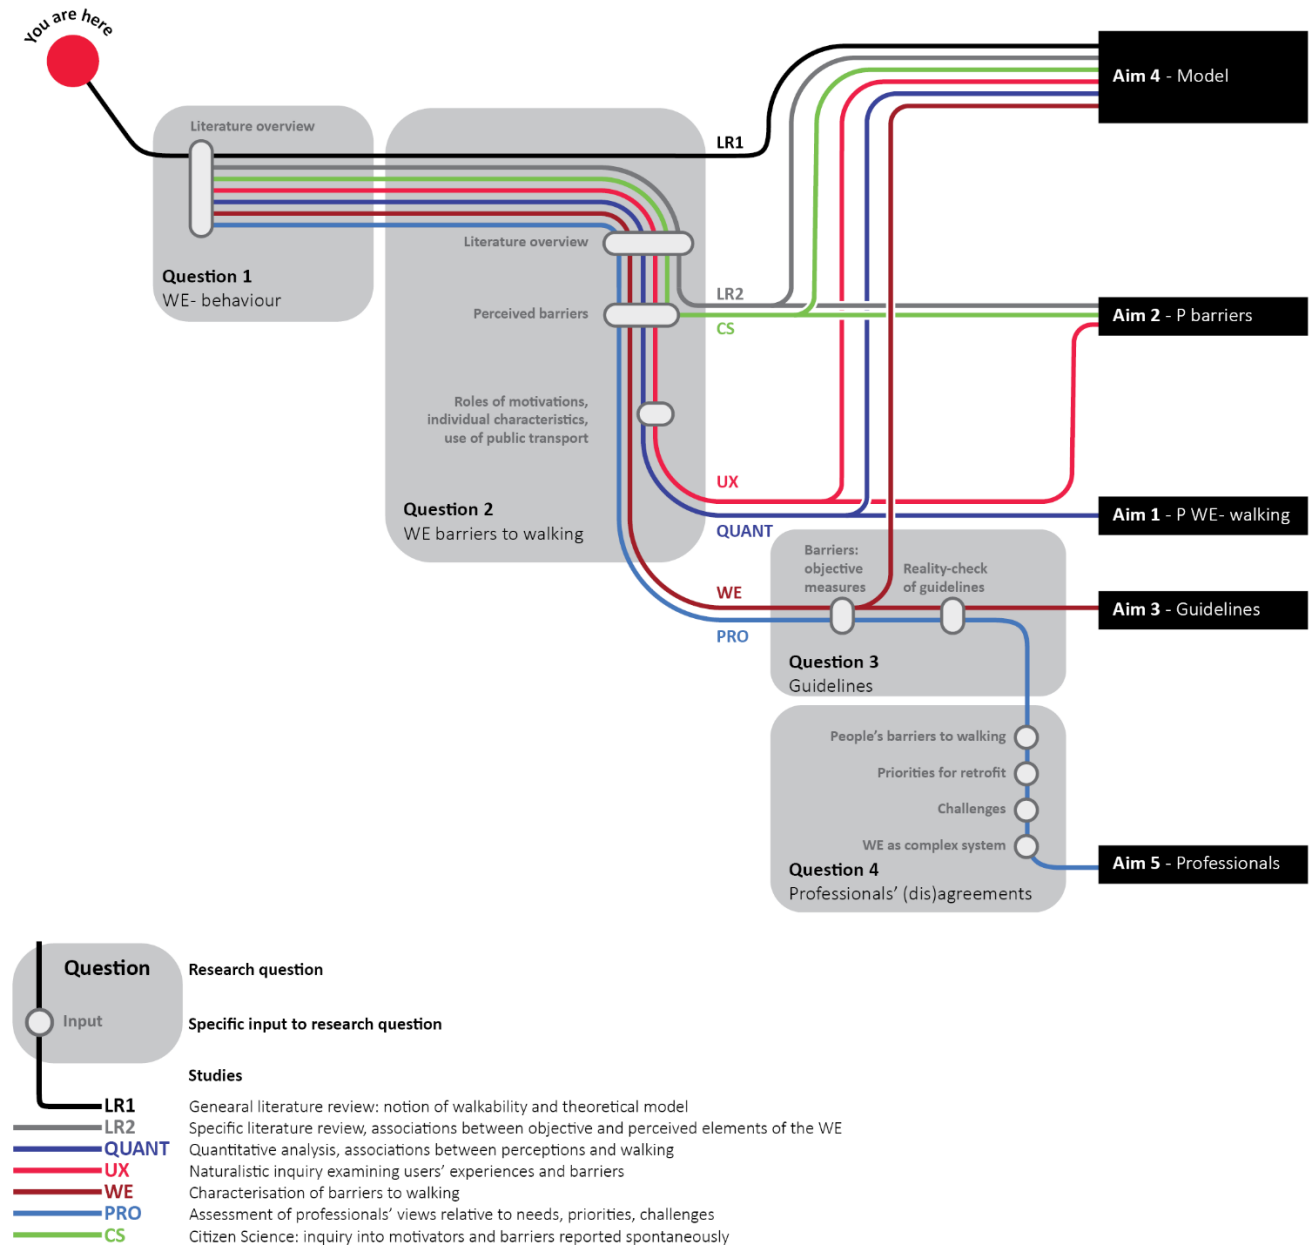 You are here
Literature overview
Question 1
WE- behaviour
Literature overview
Perceived barriers
Roles of motivations,
individual characteristics,
use of public transport
Question 2
WE barriers to walking
LR1
LR2
CS
UX
QUANT
WE
PRO
Barriers:
objective
measures
Reality-check
of guidelines
Question 3
Guidelines
People's barriers to walking
Priorities for retrofit
Challenges
WE as complex system
Question 4
Professionals' (dis)agreements
Aim 4 - Model
Aim 2 - P barriers
Aim 1 - P WE- walking
Aim 3 - Guidelines
Aim 5 - Professionals
Question
Research question
Input
Specific input to research question
Studies
LR1 Genearal literature review: notion of walkability and theoretical model
LR2 Specific literature review, associations between objective and perceived elements of the WE
QUANT Quantitative analysis, associations between perceptions and walking
UX Naturalistic inquiry examining users' experiences and barriers
WE Characterisation of barriers to walking
PRO Assessment of professionals' views relative to needs, priorities, challenges
CS Citizen Science: inquiry into motivators and barriers reported spontaneously